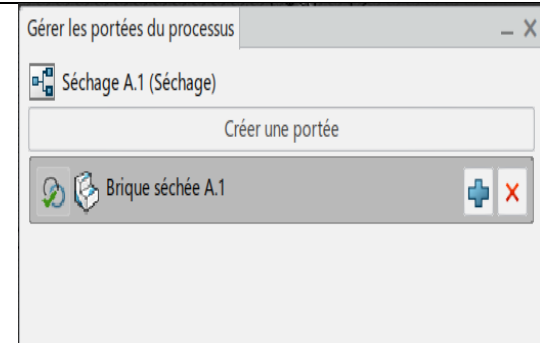 Gérer les portées du processus
Séchage A.1 (Séchage)
Créer une portée
Brique séchée A.1